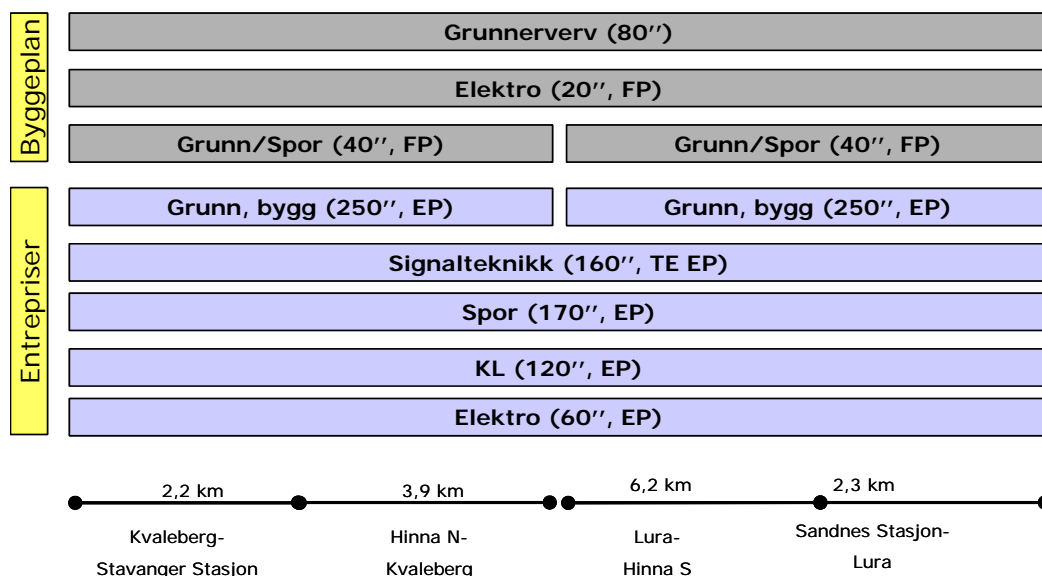 Byggeplan
Grunnerverv (80’’)
Elektro (20’’, FP)
Grunn/Spor (40’’, FP)
Grunn/Spor (40’’, FP)
Entrepriser
Grunn, bygg (250’’, EP)
Grunn, bygg (250’’, EP)
Signalteknikk (160’’, TE EP)
Spor (170’’, EP)
KL (120’’, EP)
Elektro (60’’, EP)
2,2 km
3,9 km
6,2 km
2,3 km
Kvaleberg-
Stavanger Stasjon
Hinna N-
Kvaleberg
Lura-
Hinna S
Sandnes Stasjon-
Lura